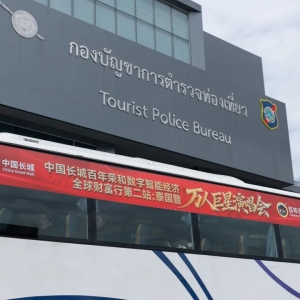 กองบัญชาการตำรวจท่องเที่ยว
Tourist Police Bureau
中国长城
China Great Wall
中国长城百年荣和数字智能经济
全球财富行第二站:泰国暨
万人巨星演唱会